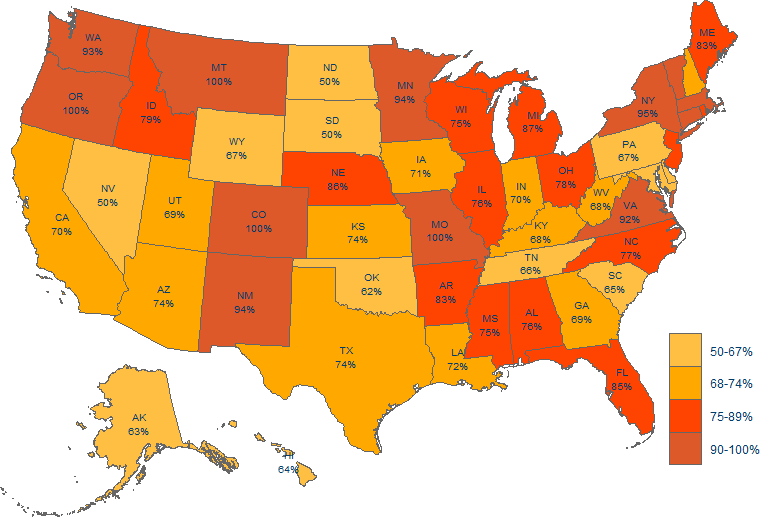 WA
93%
MT
100%
ND
50%
MN
94%
ME
83%
OR
100%
ID
79%
SD
50%
WI
75%
MI
87%
NY
95%
WY
67%
PA
67%
NE
86%
IA
71%
NV
50%
UT
69%
CO
100%
IL
76%
IN
70%
OH
78%
WV
68%
VA
92%
CA
70%
KS
74%
MO
100%
KY
68%
NC
77%
TN
66%
AZ
74%
NM
94%
OK
62%
AR
83%
SC
65%
MS
75%
AL
76%
GA
69%
TX
74%
LA
72%
FL
85%
AK
63%
HI
64%
50-67%
68-74%
75-89%
90-100%